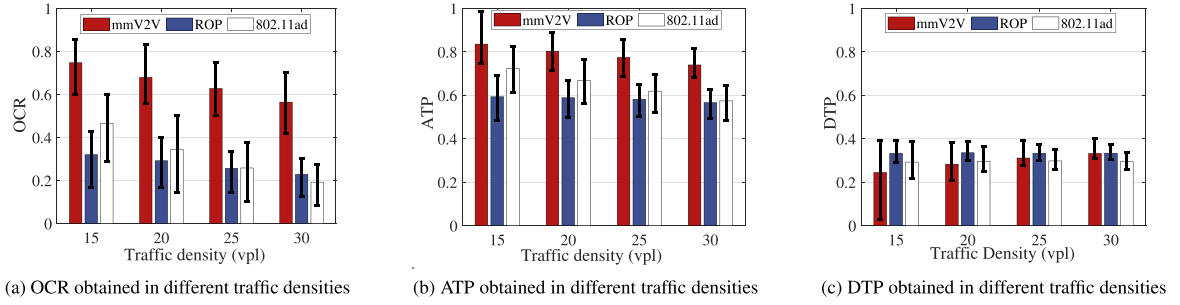 mmV2V ROP 802.11ad
1
0.8
0.6
0.4
0.2
0
OCR
15 20 25 30
Traffic density (vpl)
(a) OCR obtained in different traffic densities
mmV2V ROP 802.11ad
1
0.8
0.6
0.4
0.2
0
ATP
15 20 25 30
Traffic density (vpl)
(b) ATP obtained in different traffic densities
mmV2V ROP 802.11ad
1
0.8
0.6
0.4
0.2
0
DTP
15 20 25 30
Traffic Density (vpl)
(c) DTP obtained in different traffic densities